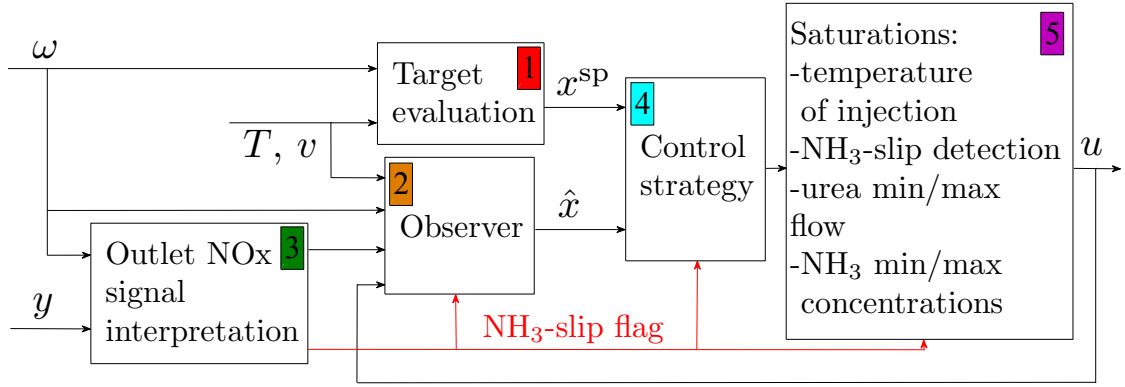 ω
y
T, v
1
Target
evaluation
x^sp
2
Observer
x̂
3
Outlet NOx
signal
interpretation
NH₃-slip flag
4
Control
strategy
5
Saturations:
-temperature
of injection
-NH₃-slip detection
-urea min/max
flow
-NH₃ min/max
concentrations
u